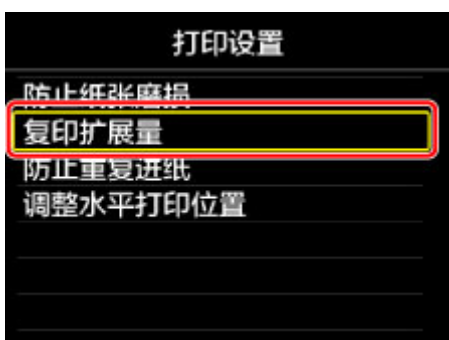 打印设置
防止纸张磨损
复印扩展量
防止重复进纸
调整水平打印位置